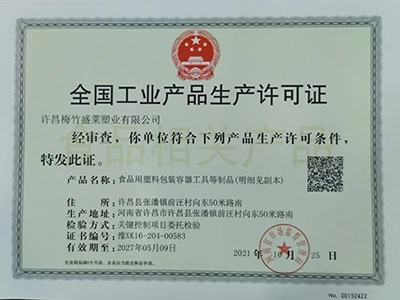 全国工业产品生产许可证
许昌梅竹盛莱塑业有限公司
经审查，你单位符合下列产品生产许可条件，
特发此证。
食品相关产品
产品名称：食品用塑料包装容器工具等制品(明细见副本)
住 所：许昌县张潘镇前汪村向东50米路南
生产地址：河南省许昌市许昌县张潘镇前汪村向东50米路南
检验方式：关键控制项目委托检验
证书编号：豫XK16-204-00583
有效期至：2027年05月09日
2021年10月25日
No. 00192422